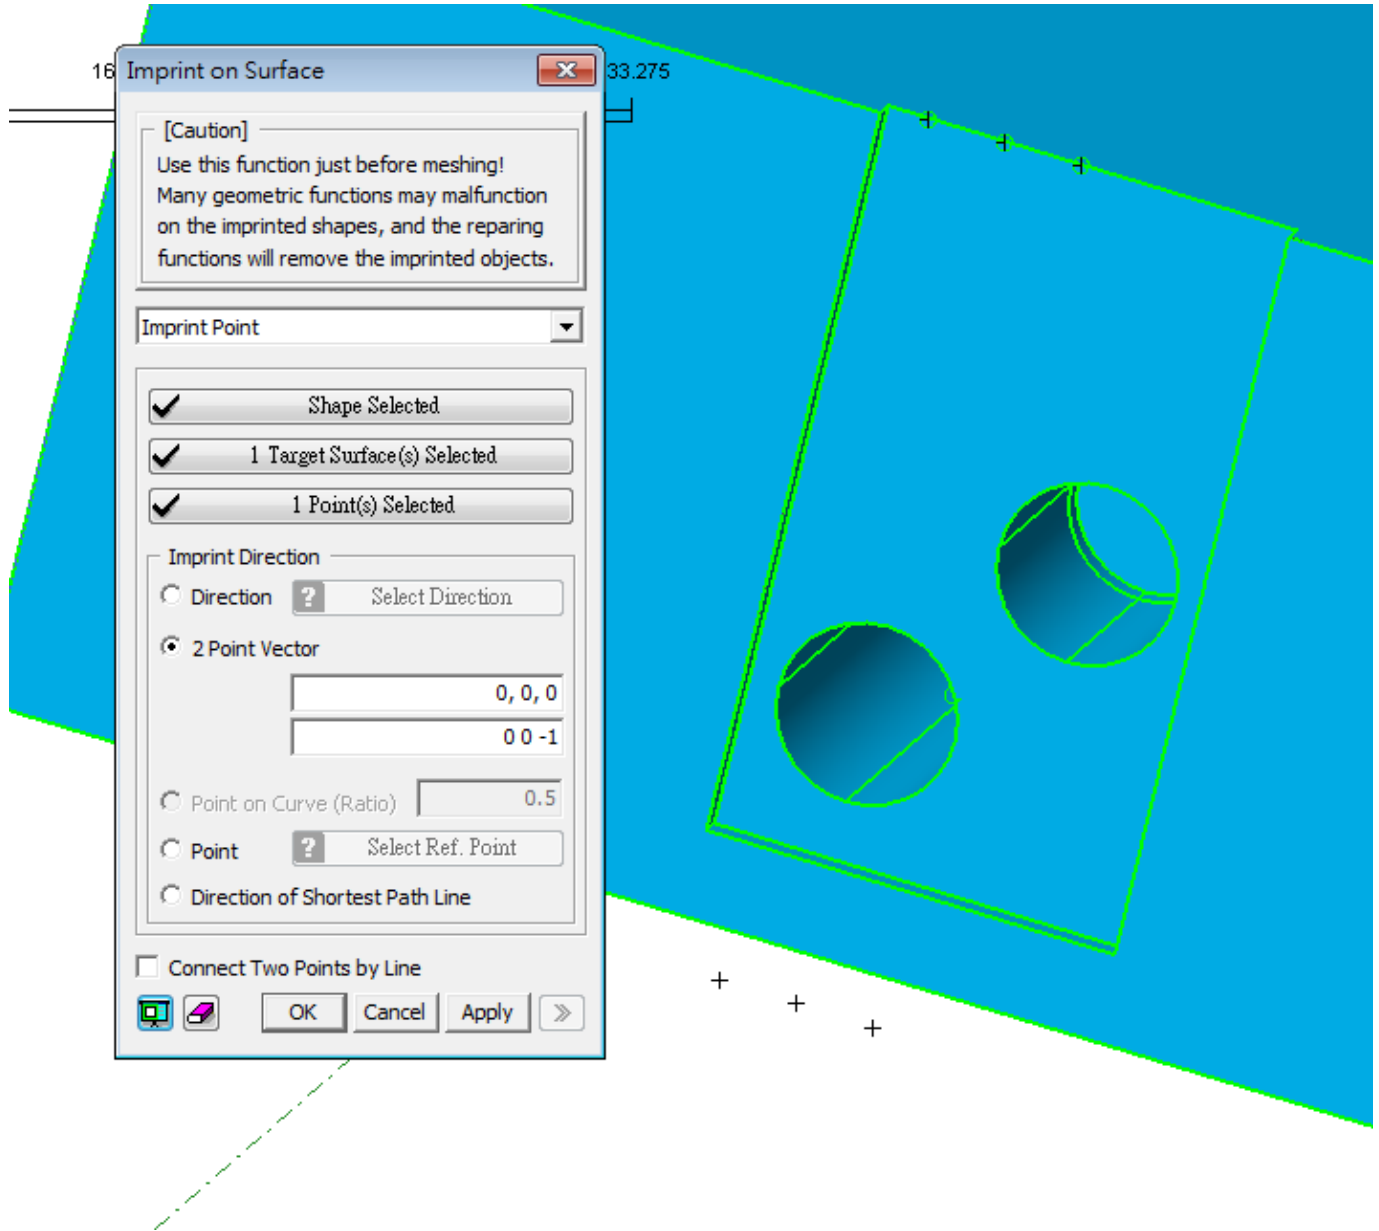 16
33.275
Imprint on Surface
[Caution]
Use this function just before meshing!
Many geometric functions may malfunction
on the imprinted shapes, and the reparing
functions will remove the imprinted objects.
Imprint Point
Shape Selected
1 Target Surface(s) Selected
1 Point(s) Selected
Imprint Direction
Direction ? Select Direction
2 Point Vector
0, 0, 0
0 0 -1
Point on Curve (Ratio) 0.5
Point ? Select Ref. Point
Direction of Shortest Path Line
Connect Two Points by Line
OK Cancel Apply >>